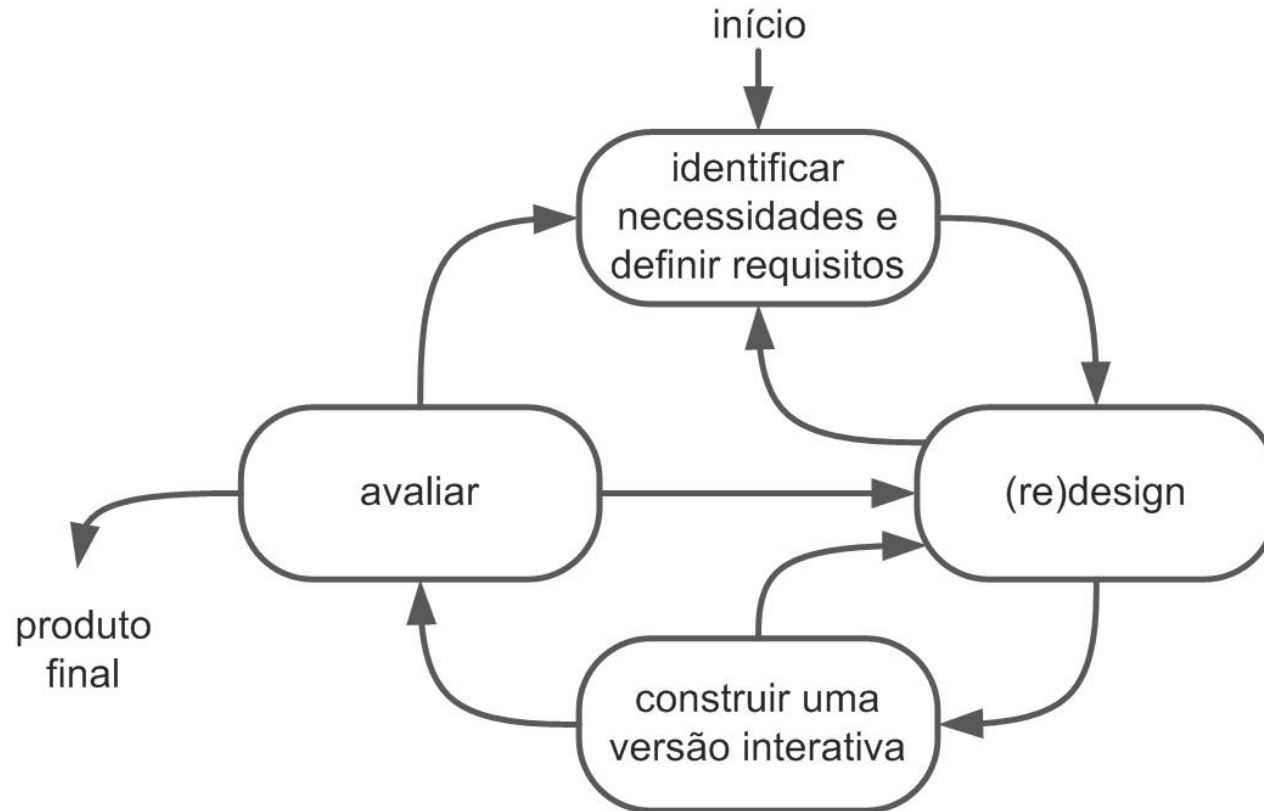 início
identificar
necessidades e
definir requisitos
avaliar
(re)design
produto
final
construir uma
versão interativa